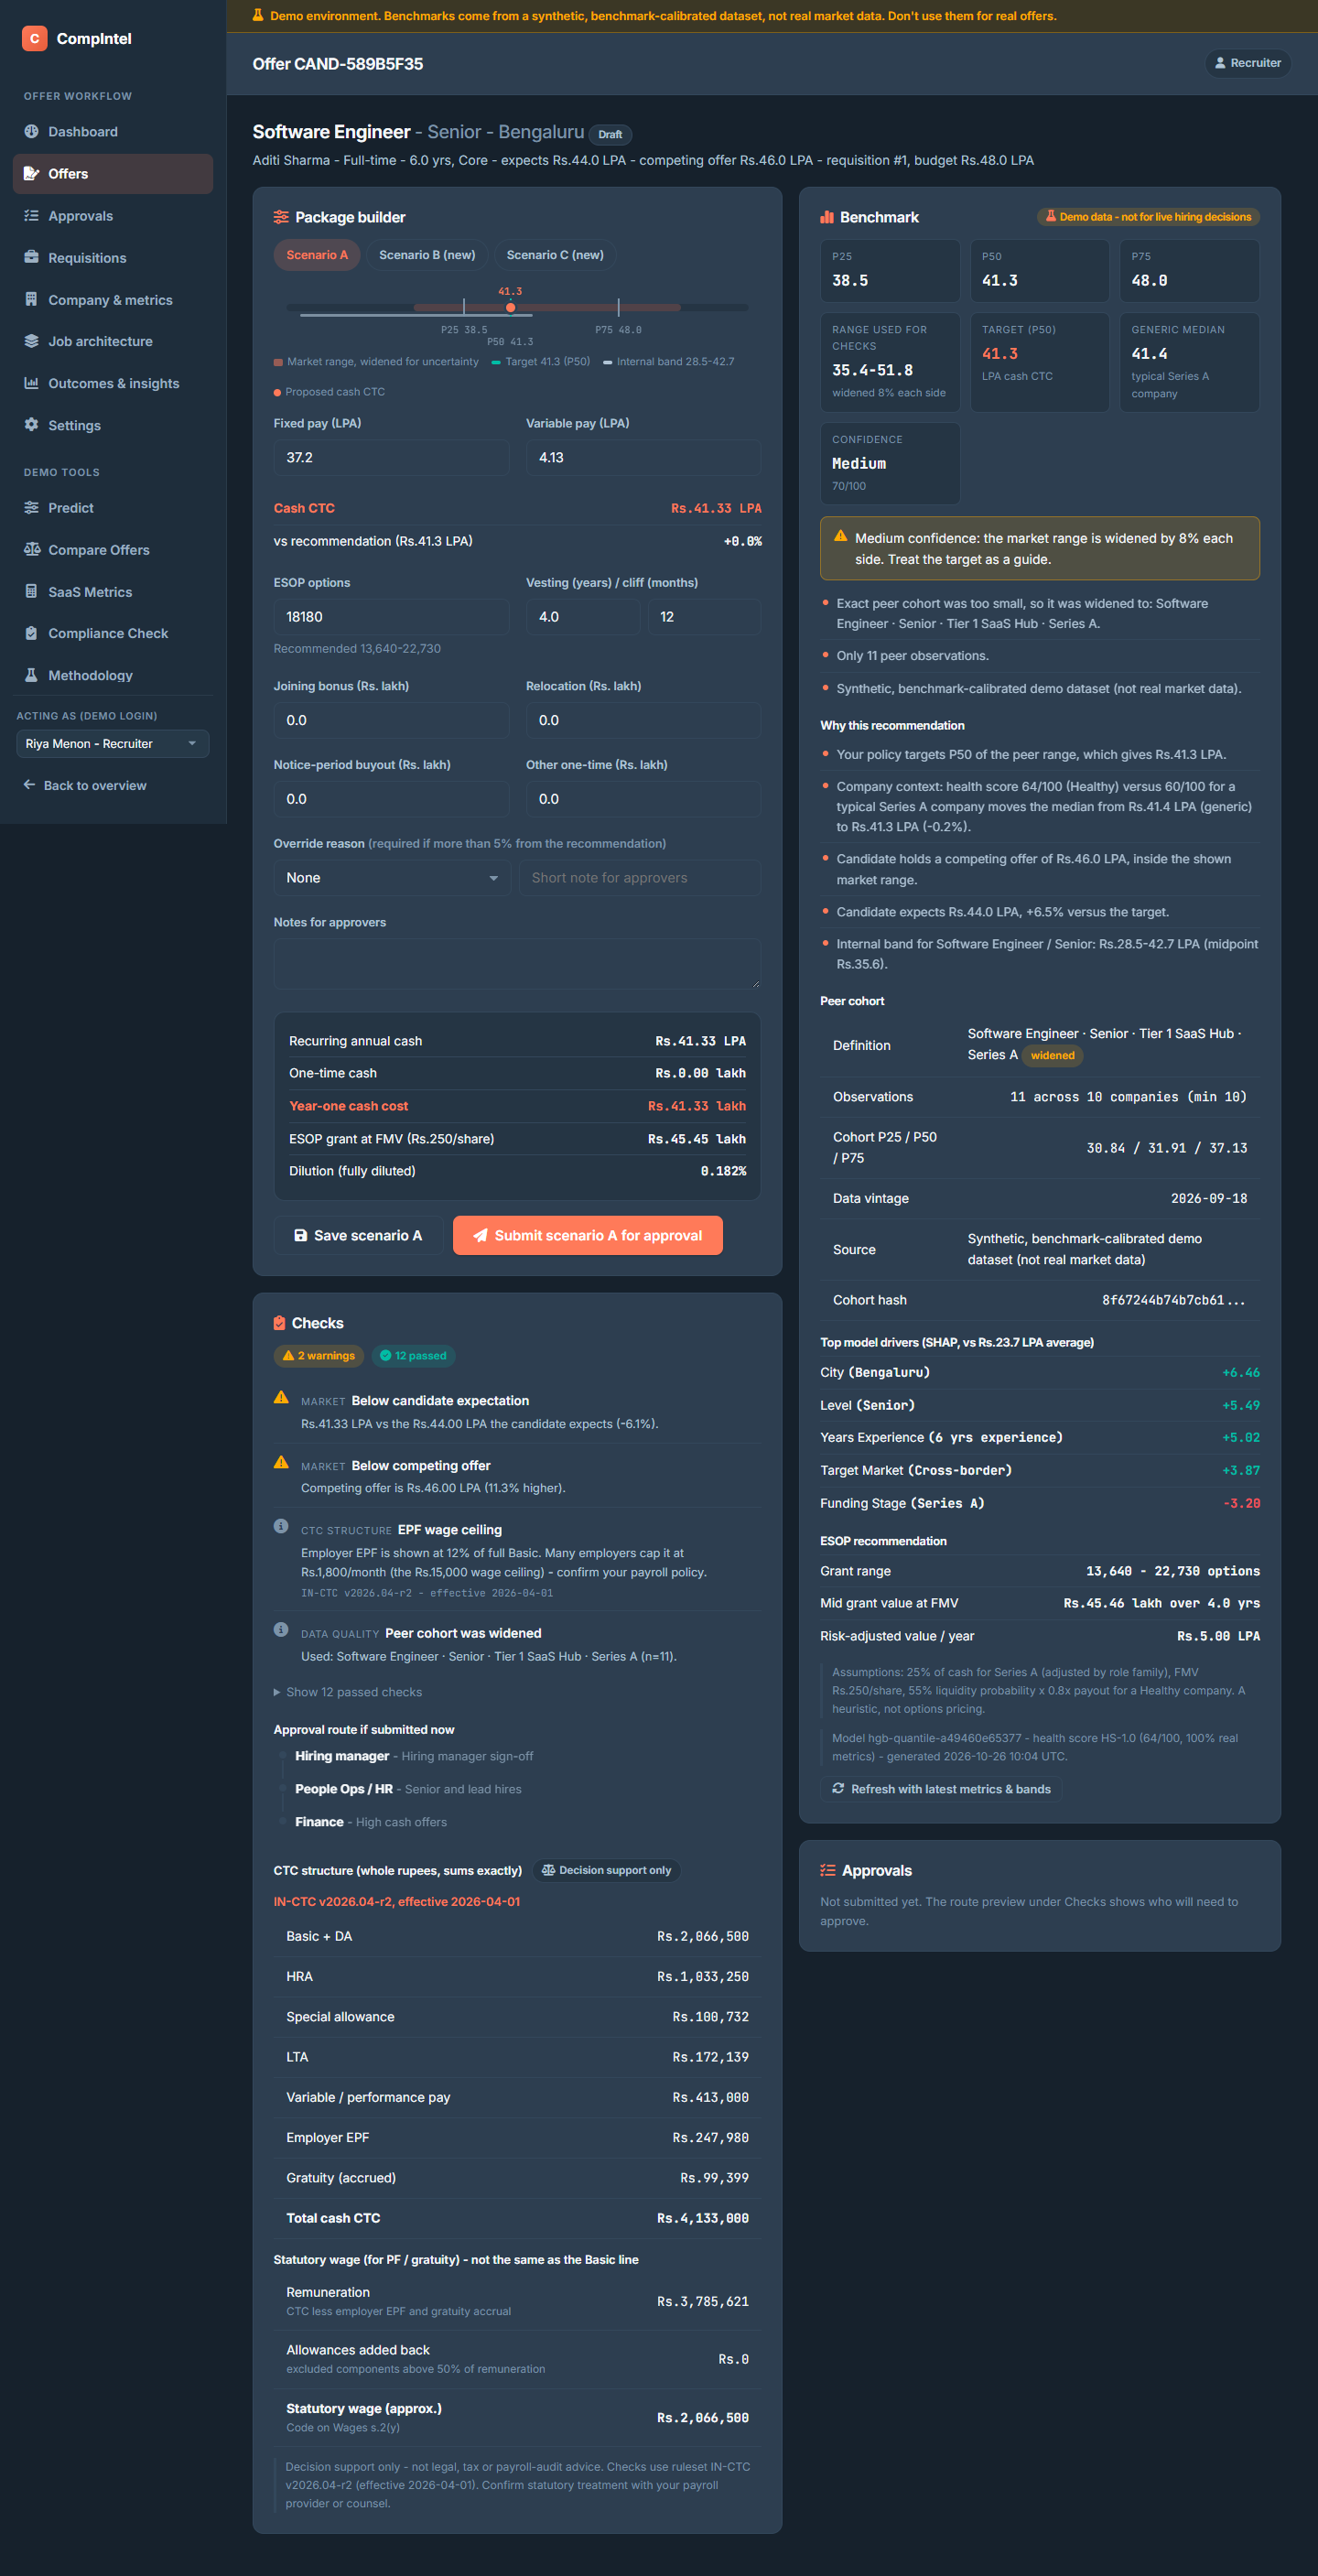 Demo environment. Benchmarks come from a synthetic, benchmark-calibrated dataset, not real market data. Don't use them for real offers.
C CompIntel
OFFER WORKFLOW
Dashboard
Offers
Approvals
Requisitions
Company & metrics
Job architecture
Outcomes & insights
Settings
DEMO TOOLS
Predict
Compare Offers
SaaS Metrics
Compliance Check
Methodology
ACTING AS (DEMO LOGIN)
Riya Menon - Recruiter
Back to overview
Offer CAND-589B5F35
Recruiter
Software Engineer - Senior - Bengaluru Draft
Aditi Sharma - Full-time - 6.0 yrs, Core - expects Rs.44.0 LPA - competing offer Rs.46.0 LPA - requisition #1, budget Rs.48.0 LPA
Package builder
Scenario A Scenario B (new) Scenario C (new)
41.3
P25 38.5 P75 48.0
P50 41.3
Market range, widened for uncertainty Target 41.3 (P50) Internal band 28.5-42.7
Proposed cash CTC
Fixed pay (LPA) Variable pay (LPA)
37.2 4.13
Cash CTC Rs.41.33 LPA
vs recommendation (Rs.41.3 LPA) +0.0%
ESOP options Vesting (years) / cliff (months)
18180 4.0 12
Recommended 13,640-22,730
Joining bonus (Rs. lakh) Relocation (Rs. lakh)
0.0 0.0
Notice-period buyout (Rs. lakh) Other one-time (Rs. lakh)
0.0 0.0
Override reason (required if more than 5% from the recommendation)
None Short note for approvers
Notes for approvers
Recurring annual cash Rs.41.33 LPA
One-time cash Rs.0.00 lakh
Year-one cash cost Rs.41.33 lakh
ESOP grant at FMV (Rs.250/share) Rs.45.45 lakh
Dilution (fully diluted) 0.182%
Save scenario A Submit scenario A for approval
Checks
2 warnings 12 passed
MARKET Below candidate expectation
Rs.41.33 LPA vs the Rs.44.00 LPA the candidate expects (-6.1%).
MARKET Below competing offer
Competing offer is Rs.46.00 LPA (11.3% higher).
CTC STRUCTURE EPF wage ceiling
Employer EPF is shown at 12% of full Basic. Many employers cap it at
Rs.1,800/month (the Rs.15,000 wage ceiling) - confirm your payroll policy.
IN-CTC v2026.04-r2 - effective 2026-04-01
DATA QUALITY Peer cohort was widened
Used: Software Engineer · Senior · Tier 1 SaaS Hub · Series A (n=11).
Show 12 passed checks
Approval route if submitted now
Hiring manager - Hiring manager sign-off
People Ops / HR - Senior and lead hires
Finance - High cash offers
CTC structure (whole rupees, sums exactly) Decision support only
IN-CTC v2026.04-r2, effective 2026-04-01
Basic + DA Rs.2,066,500
HRA Rs.1,033,250
Special allowance Rs.100,732
LTA Rs.172,139
Variable / performance pay Rs.413,000
Employer EPF Rs.247,980
Gratuity (accrued) Rs.99,399
Total cash CTC Rs.4,133,000
Statutory wage (for PF / gratuity) - not the same as the Basic line
Remuneration Rs.3,785,621
CTC less employer EPF and gratuity accrual
Allowances added back Rs.0
excluded components above 50% of remuneration
Statutory wage (approx.) Rs.2,066,500
Code on Wages s.2(y)
Decision support only - not legal, tax or payroll-audit advice. Checks use ruleset IN-CTC
v2026.04-r2 (effective 2026-04-01). Confirm statutory treatment with your payroll
provider or counsel.
Benchmark Demo data - not for live hiring decisions
P25 P50 P75
38.5 41.3 48.0
RANGE USED FOR CHECKS
35.4-51.8
widened 8% each side
TARGET (P50)
41.3
LPA cash CTC
GENERIC MEDIAN
41.4
typical Series A
company
CONFIDENCE
Medium
70/100
Medium confidence: the market range is widened by 8% each
side. Treat the target as a guide.
Exact peer cohort was too small, so it was widened to: Software
Engineer · Senior · Tier 1 SaaS Hub · Series A.
Only 11 peer observations.
Synthetic, benchmark-calibrated demo dataset (not real market data).
Why this recommendation
Your policy targets P50 of the peer range, which gives Rs.41.3 LPA.
Company context: health score 64/100 (Healthy) versus 60/100 for a
typical Series A company moves the median from Rs.41.4 LPA (generic)
to Rs.41.3 LPA (-0.2%).
Candidate holds a competing offer of Rs.46.0 LPA, inside the shown
market range.
Candidate expects Rs.44.0 LPA, +6.5% versus the target.
Internal band for Software Engineer / Senior: Rs.28.5-42.7 LPA (midpoint
Rs.35.6).
Peer cohort
Definition Software Engineer · Senior · Tier 1 SaaS Hub ·
Series A widened
Observations 11 across 10 companies (min 10)
Cohort P25 / P50 / P75 30.84 / 31.91 / 37.13
Data vintage 2026-09-18
Source Synthetic, benchmark-calibrated demo
dataset (not real market data)
Cohort hash 8f67244b74b7cb61...
Top model drivers (SHAP, vs Rs.23.7 LPA average)
City (Bengaluru) +6.46
Level (Senior) +5.49
Years Experience (6 yrs experience) +5.02
Target Market (Cross-border) +3.87
Funding Stage (Series A) -3.20
ESOP recommendation
Grant range 13,640 - 22,730 options
Mid grant value at FMV Rs.45.46 lakh over 4.0 yrs
Risk-adjusted value / year Rs.5.00 LPA
Assumptions: 25% of cash for Series A (adjusted by role family), FMV
Rs.250/share, 55% liquidity probability x 0.8x payout for a Healthy company. A
heuristic, not options pricing.
Model hgb-quantile-a49460e65377 - health score HS-1.0 (64/100, 100% real
metrics) - generated 2026-10-26 10:04 UTC.
Refresh with latest metrics & bands
Approvals
Not submitted yet. The route preview under Checks shows who will need to
approve.